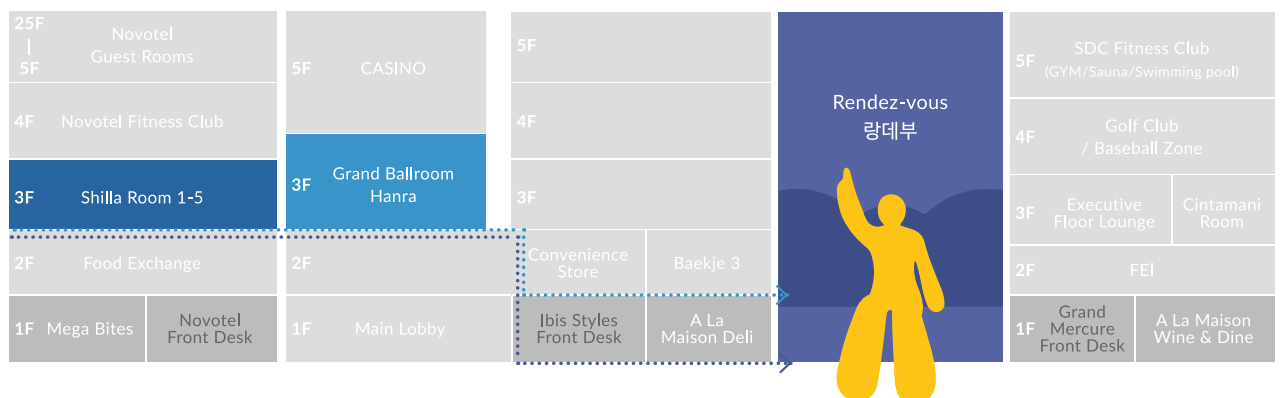 25F
|
5F
Novotel
Guest Rooms
4F
Novotel Fitness Club
3F
Shilla Room 1-5
2F
Food Exchange
1F
Mega Bites
Novotel
Front Desk
5F
CASINO
3F
Grand Ballroom
Hanra
2F
1F
Main Lobby
5F
4F
3F
Convenience
Store
Baekje 3
Ibis Styles
Front Desk
A La
Maison Deli
Rendez-vous
랑데부
5F
SDC Fitness Club
(GYM/Sauna/Swimming pool)
4F
Golf Club
/ Baseball Zone
3F
Executive
Floor Lounge
Cintamani
Room
2F
FEI
1F
Grand
Mercure
Front Desk
A La Maison
Wine & Dine